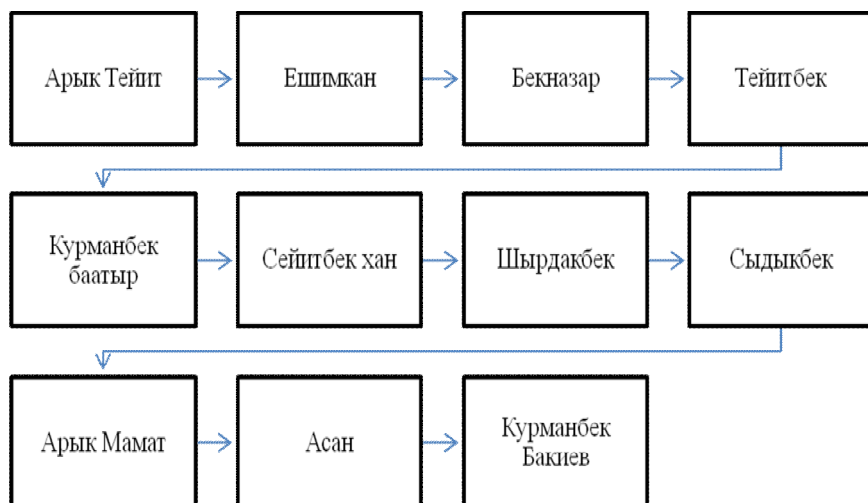 Арык Тейит
Ешимкан
Бекназар
Тейитбек
Курманбек
баатыр
Сейитбек хан
Шырдакбек
Сыдыкбек
Арык Мамат
Асан
Курманбек
Бакиев